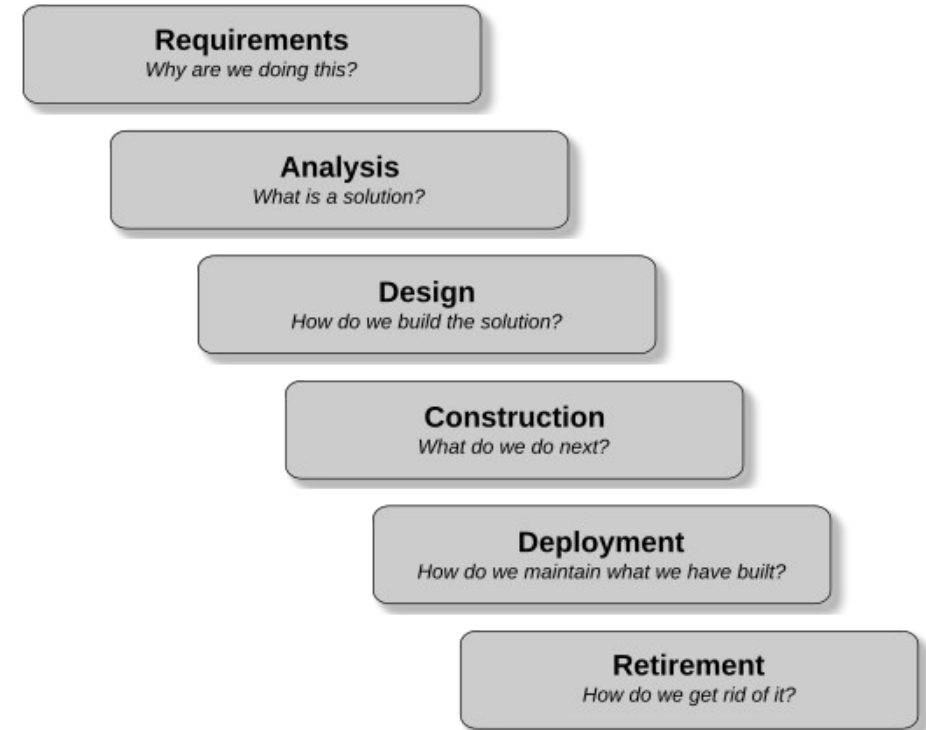 Requirements
Why are we doing this?
Analysis
What is a solution?
Design
How do we build the solution?
Construction
What do we do next?
Deployment
How do we maintain what we have built?
Retirement
How do we get rid of it?